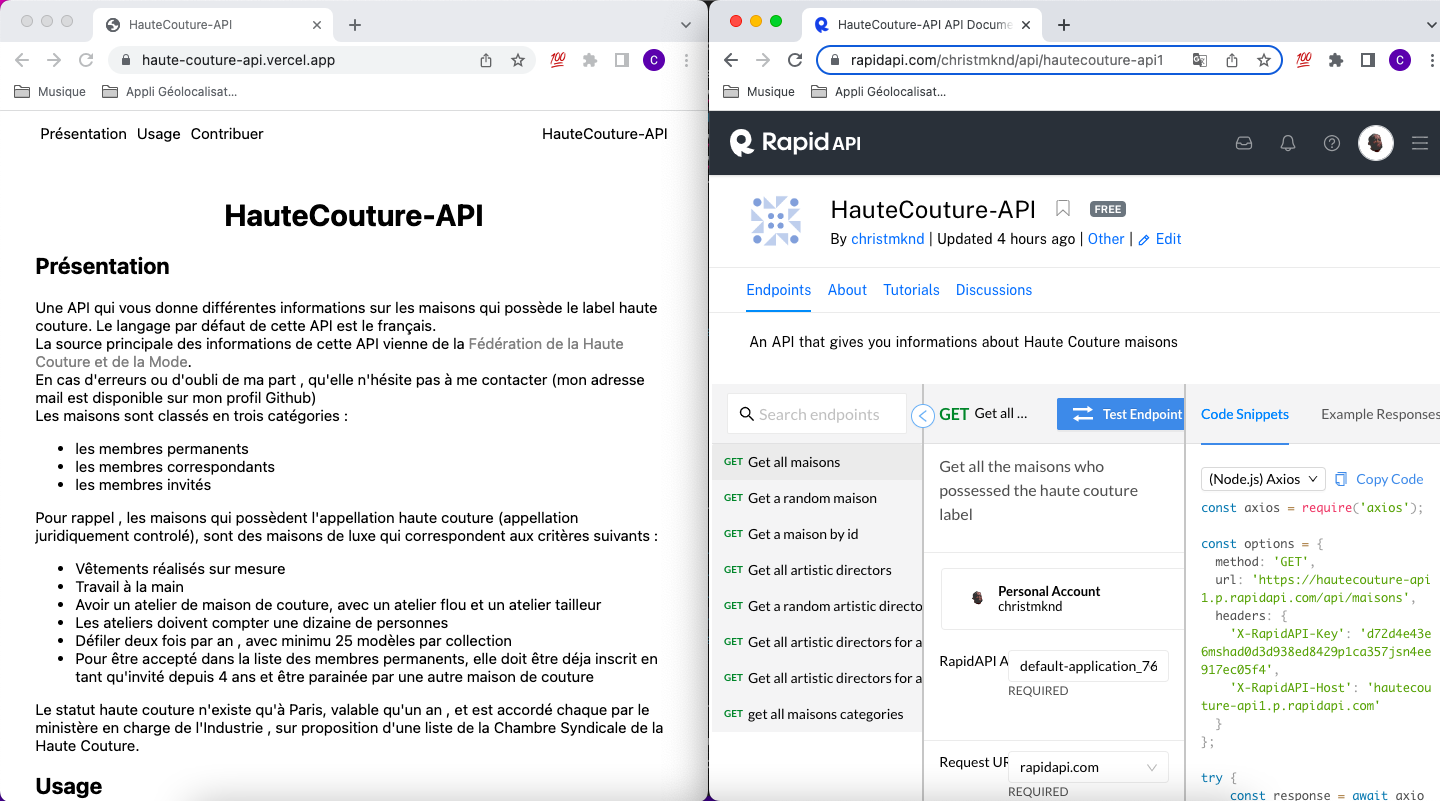 HauteCouture-API
haute-couture-api.vercel.app
💯
C
Musique
Appli Géolocalisat...
Présentation Usage Contribuer
HauteCouture-API
HauteCouture-API
Présentation
Une API qui vous donne différentes informations sur les maisons qui possède le label haute
couture. Le langage par défaut de cette API est le français.
La source principale des informations de cette API vienne de la Fédération de la Haute
Couture et de la Mode.
En cas d'erreurs ou d'oubli de ma part , qu'elle n'hésite pas à me contacter (mon adresse
mail est disponible sur mon profil Github)
Les maisons sont classés en trois catégories :
• les membres permanents
• les membres correspondants
• les membres invités
Pour rappel , les maisons qui possèdent l'appellation haute couture (appellation
juridiquement controlé), sont des maisons de luxe qui correspondent aux critères suivants :
• Vêtements réalisés sur mesure
• Travail à la main
• Avoir un atelier de maison de couture, avec un atelier flou et un atelier tailleur
• Les ateliers doivent compter une dizaine de personnes
• Défiler deux fois par an , avec minimu 25 modèles par collection
• Pour être accepté dans la liste des membres permanents, elle doit être déja inscrit en
tant qu'invité depuis 4 ans et être parainée par une autre maison de couture
Le statut haute couture n'existe qu'à Paris, valable qu'un an , et est accordé chaque par le
ministère en charge de l'Industrie , sur proposition d'une liste de la Chambre Syndicale de la
Haute Couture.
Usage
HauteCouture-API API Docume
rapidapi.com/christmknd/api/hautecouture-api1
💯
C
Musique
Appli Géolocalisat...
Rapid API
HauteCouture-API
FREE
By christmknd | Updated 4 hours ago | Other | Edit
Endpoints About Tutorials Discussions
An API that gives you informations about Haute Couture maisons
Search endpoints
GET Get all maisons
GET Get a random maison
GET Get a maison by id
GET Get all artistic directors
GET Get a random artistic directo
GET Get all artistic directors for a
GET Get all artistic directors for a
GET get all maisons categories
GET Get all ...
Test Endpoint
Get all the maisons who
possessed the haute couture
label
Personal Account
christmknd
RapidAPI A
default-application_76
REQUIRED
Request UR
rapidapi.com
REQUIRED
Code Snippets
Example Responses
(Node.js) Axios
Copy Code
const axios = require('axios');
const options = {
method: 'GET',
url: 'https://hautecouture-api
1.p.rapidapi.com/api/maisons',
headers: {
'X-RapidAPI-Key': 'd72d4e43e
6mshad0d3d938ed8429p1ca357jsn4ee
917ec05f4',
'X-RapidAPI-Host': 'hautecou
ture-api1.p.rapidapi.com'
}
};
try {
const response = await axio